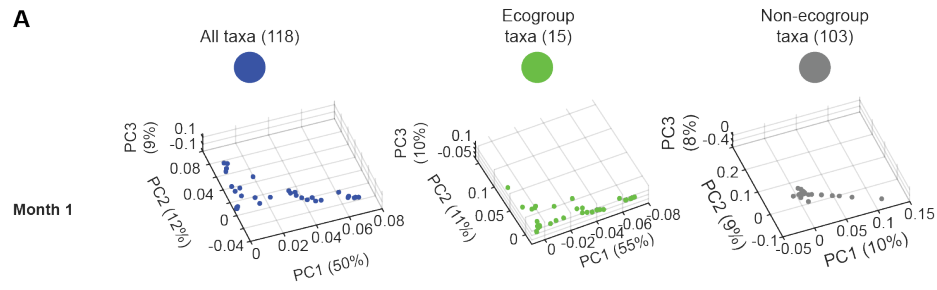 A
All taxa (118)
Ecogroup
taxa (15)
Non-ecogroup
taxa (103)
Month 1
PC3
(9%)
0.1
-0.1
0.08
0.04
0
-0.04
PC2 (12%)
0
0.02
0.04
0.06
0.08
PC1 (50%)
PC3
(10%)
0.1
-0.05
0.1
0.05
0
PC2 (11%)
0
-0.02
-0.04
0.06
0.08
PC1 (55%)
PC3
(8%)
0
-0.4
0.2
0.1
0
-0.1
PC2 (9%)
-0.05
0
0.05
0.1
0.15
PC1 (10%)